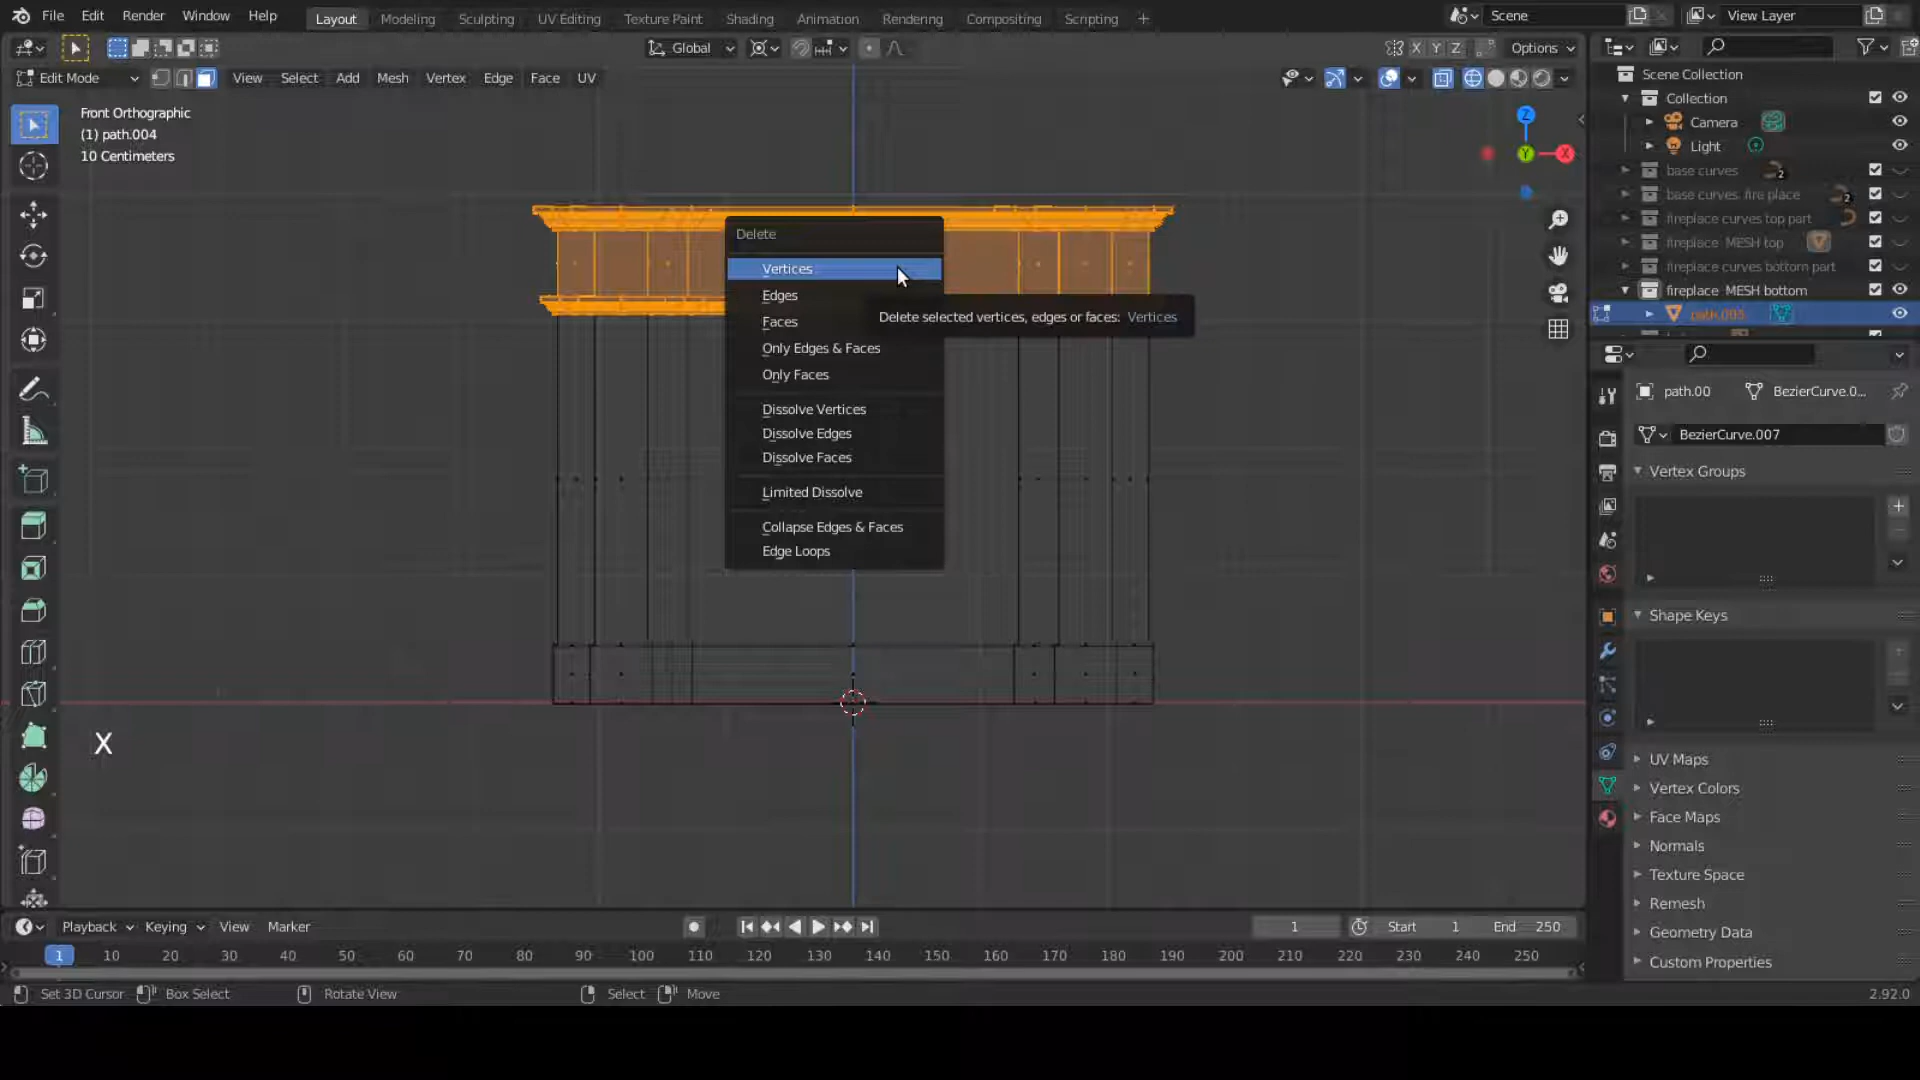 File Edit Render Window Help Layout Modeling Sculpting UV Editing Texture Paint Shading Animation Rendering Compositing Scripting + Scene View Layer
Global X Y Z Options
Edit Mode View Select Add Mesh Vertex Edge Face UV
Front Orthographic
(1) path.004
10 Centimeters
Z
Y
X
Delete
Vertices
Edges
Faces
Only Edges & Faces
Only Faces
Dissolve Vertices
Dissolve Edges
Dissolve Faces
Limited Dissolve
Collapse Edges & Faces
Edge Loops
Delete selected vertices, edges or faces: Vertices
X
Scene Collection
Collection
Camera
Light
base curves 2
base curves fire place 2
fireplace curves top part
fireplace MESH top
fireplace curves bottom part
fireplace MESH bottom
path.005
path.00 BezierCurve.0...
BezierCurve.007
Vertex Groups
Shape Keys
UV Maps
Vertex Colors
Face Maps
Normals
Texture Space
Remesh
Geometry Data
Custom Properties
Playback Keying View Marker 1 Start 1 End 250
1 10 20 30 40 50 60 70 80 90 100 110 120 130 140 150 160 170 180 190 200 210 220 230 240 250
Set 3D Cursor Box Select Rotate View Select Move 2.92.0